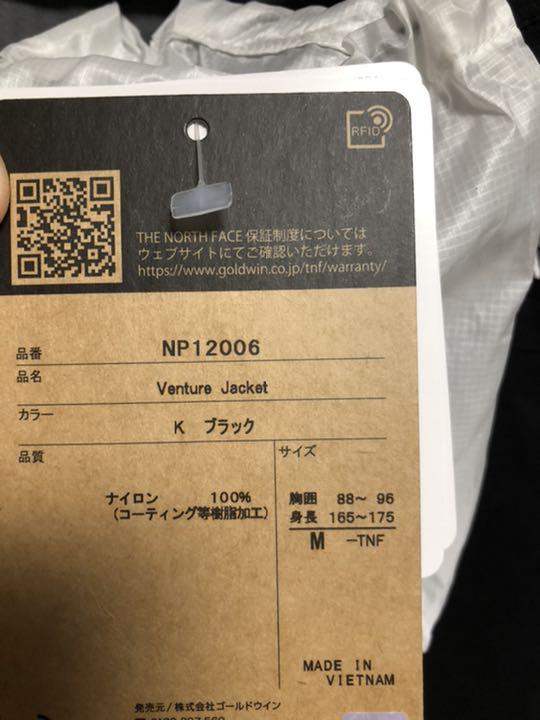 RFID
THE NORTH FACE 保証制度については
ウェブサイトにてご確認いただけます。
https://www.goldwin.co.jp/tnf/warranty/
品番 NP12006
品名 Venture Jacket
カラー K ブラック
品質
ナイロン 100%
(コーティング等樹脂加工)
サイズ
胸囲 88～ 96
身長 165～175
M -TNF
MADE IN
VIETNAM
発売元/株式会社ゴールドウイン